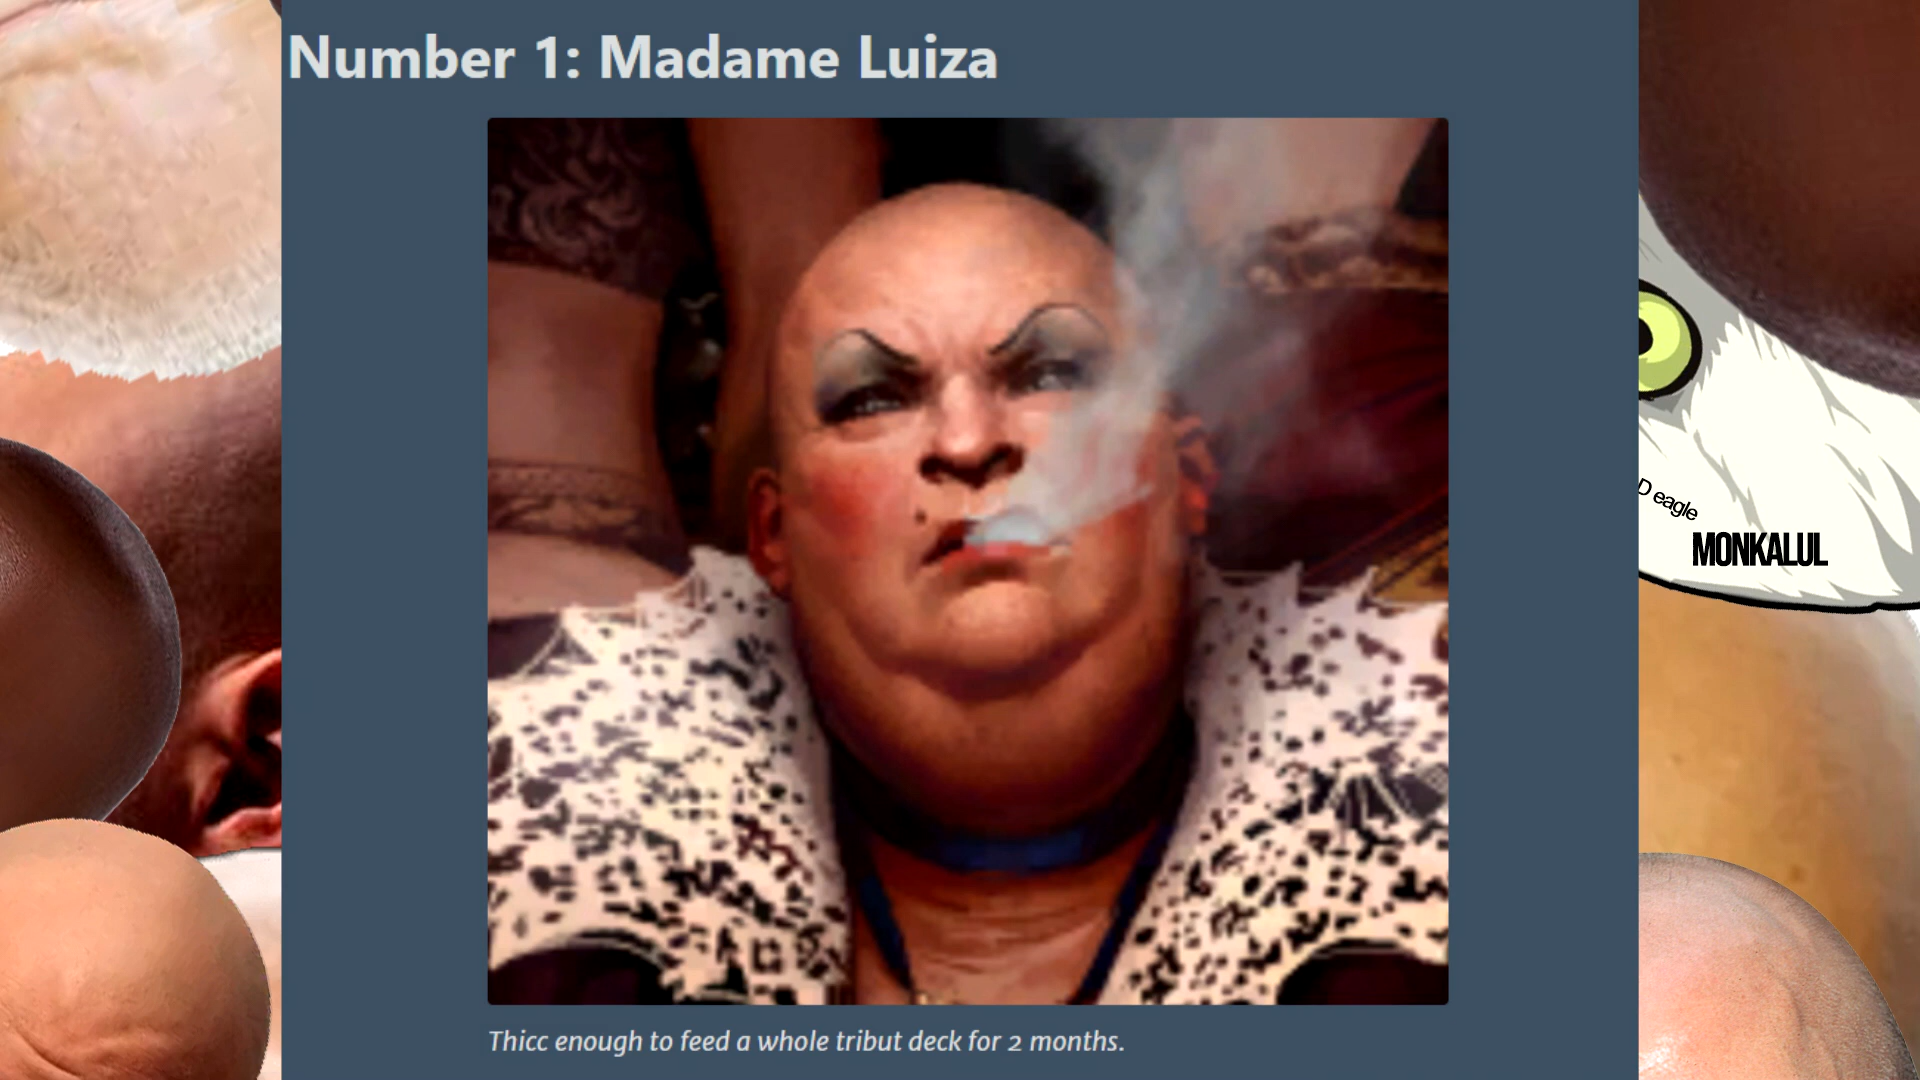 Number 1: Madame Luiza
D eagle
MONKALUL
Thicc enough to feed a whole tribut deck for 2 months.